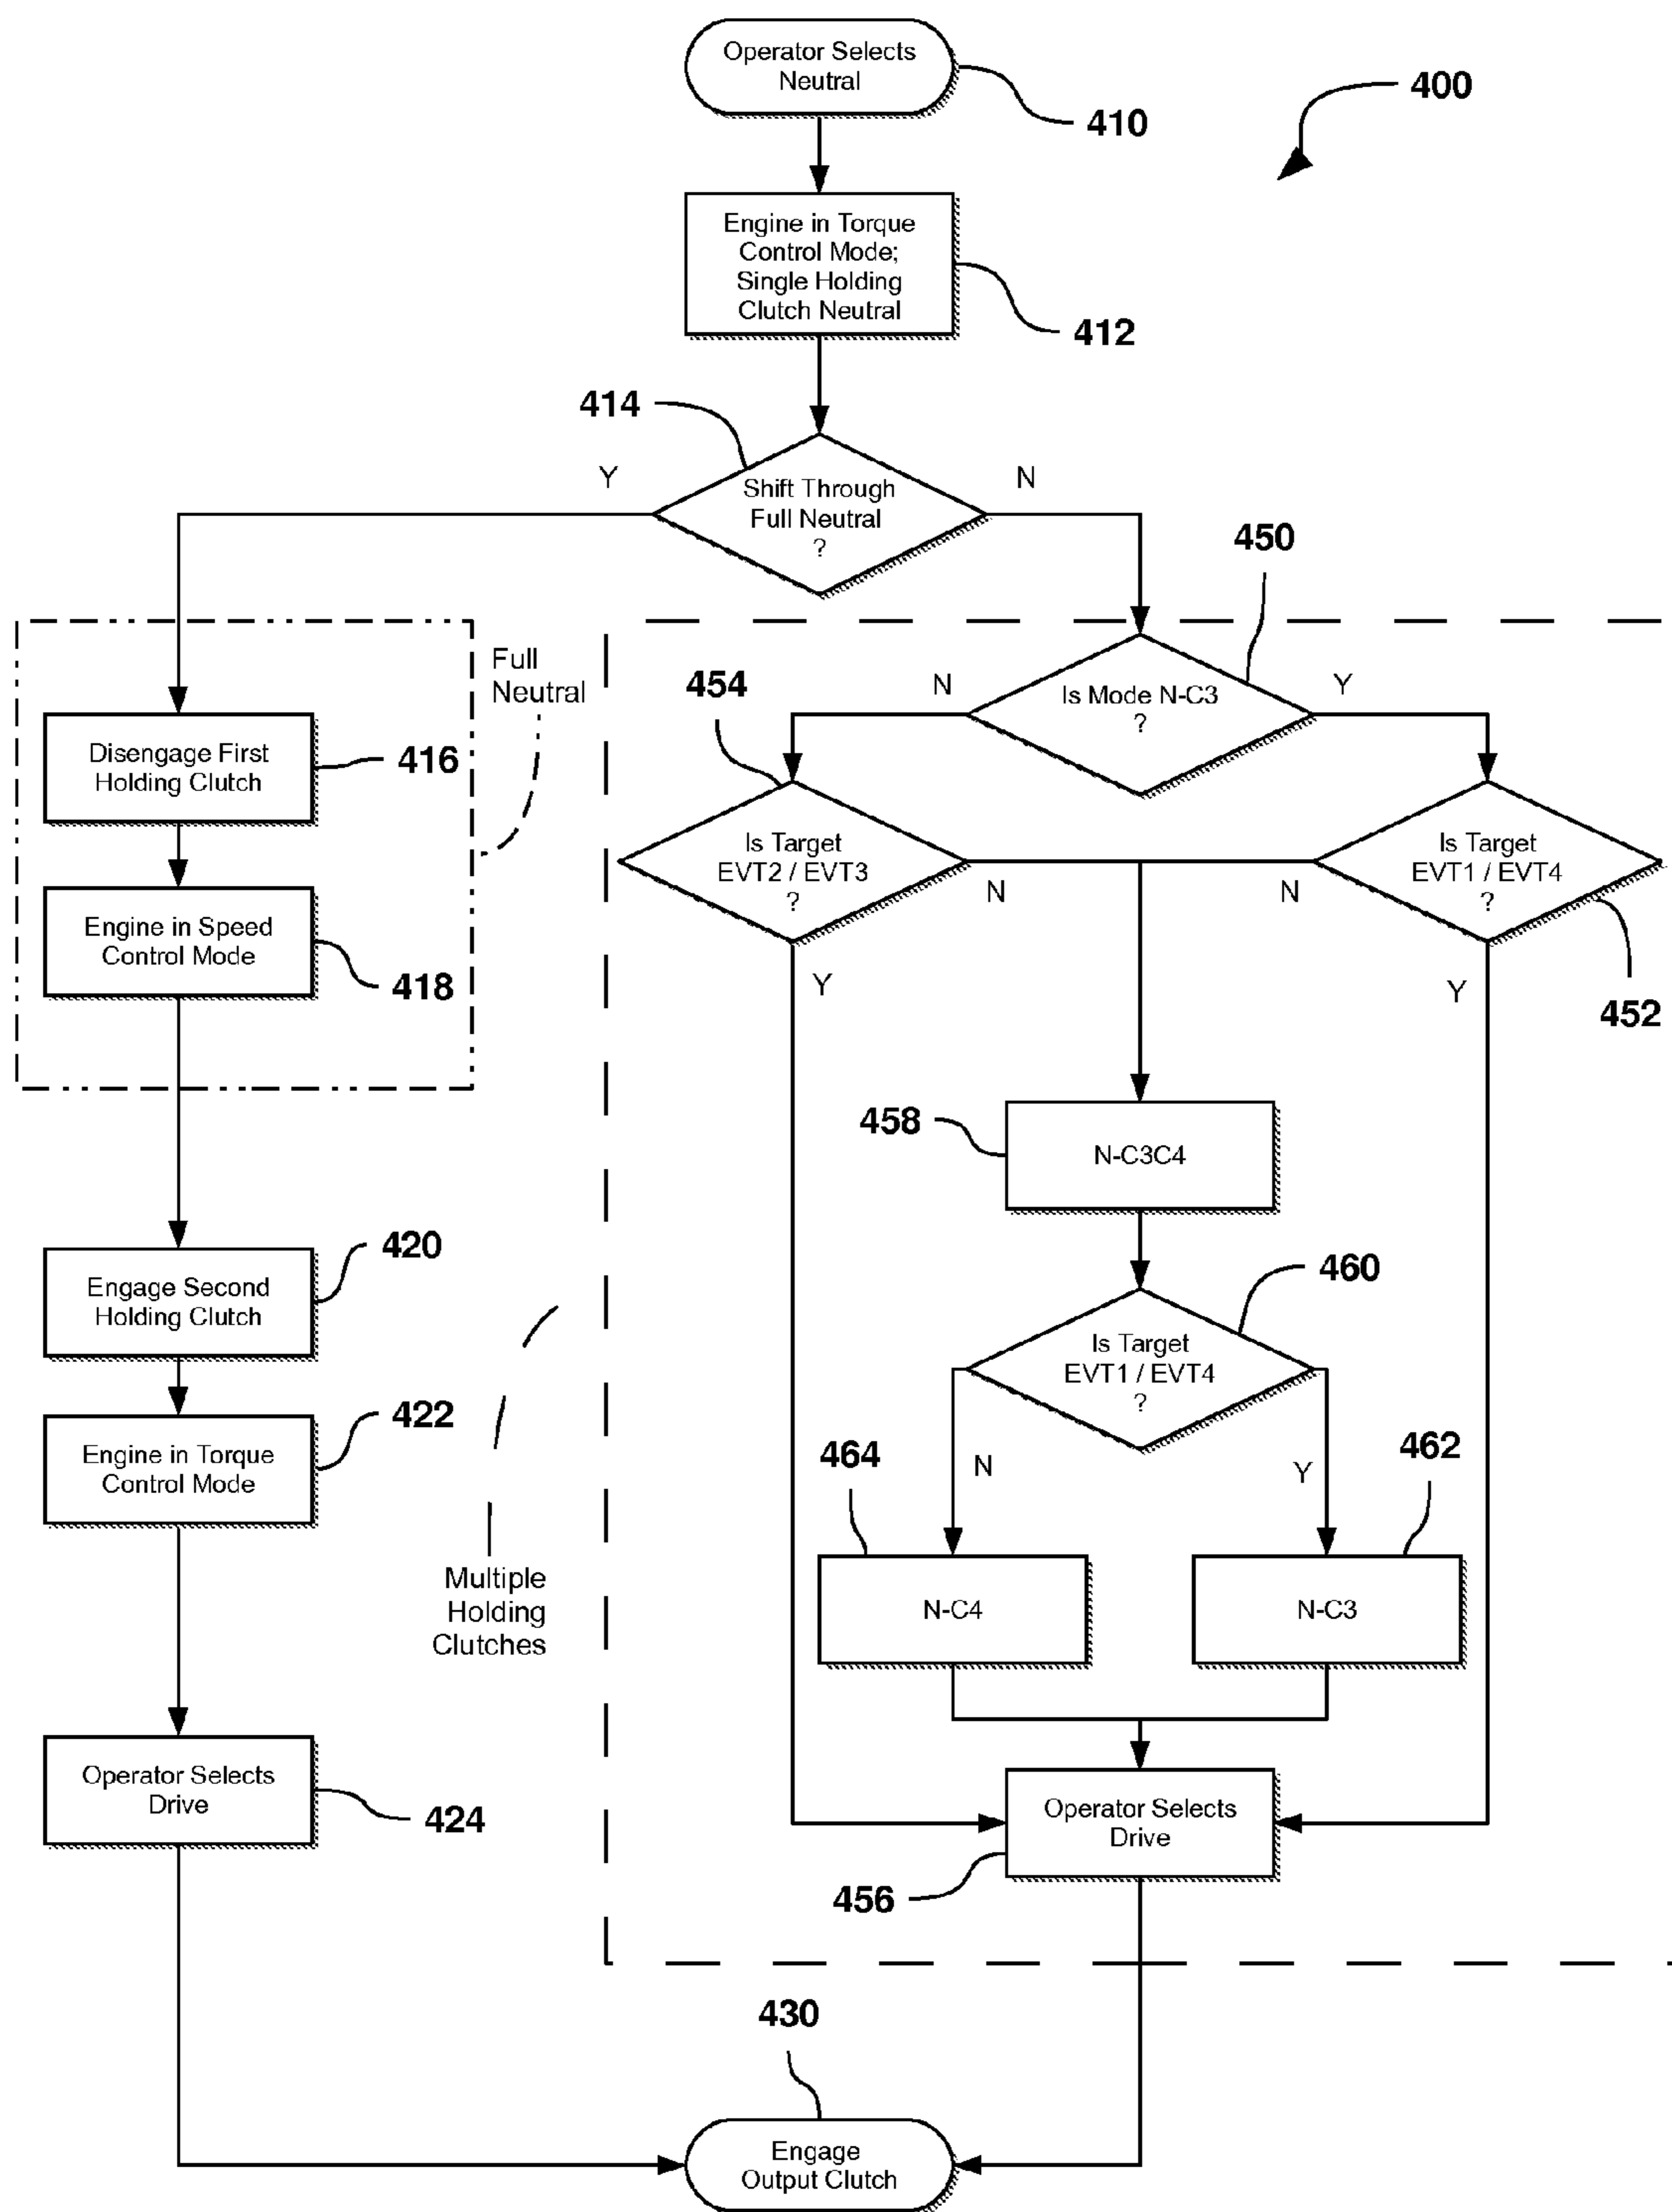 Operator Selects
Neutral
400
410
Engine in Torque
Control Mode;
Single Holding
Clutch Neutral
412
414
Y
Shift Through
Full Neutral
?
N
450
Full
Neutral
454
N
Is Mode N-C3
?
Y
Disengage First
Holding Clutch
416
Is Target
EVT2 / EVT3
?
N
N
Is Target
EVT1 / EVT4
?
Engine in Speed
Control Mode
418
Y
Y
452
458
N-C3C4
420
Engage Second
Holding Clutch
460
Is Target
EVT1 / EVT4
?
422
Engine in Torque
Control Mode
464
N
Y
462
Multiple
Holding
Clutches
N-C4
N-C3
Operator Selects
Drive
424
Operator Selects
Drive
456
430
Engage
Output Clutch